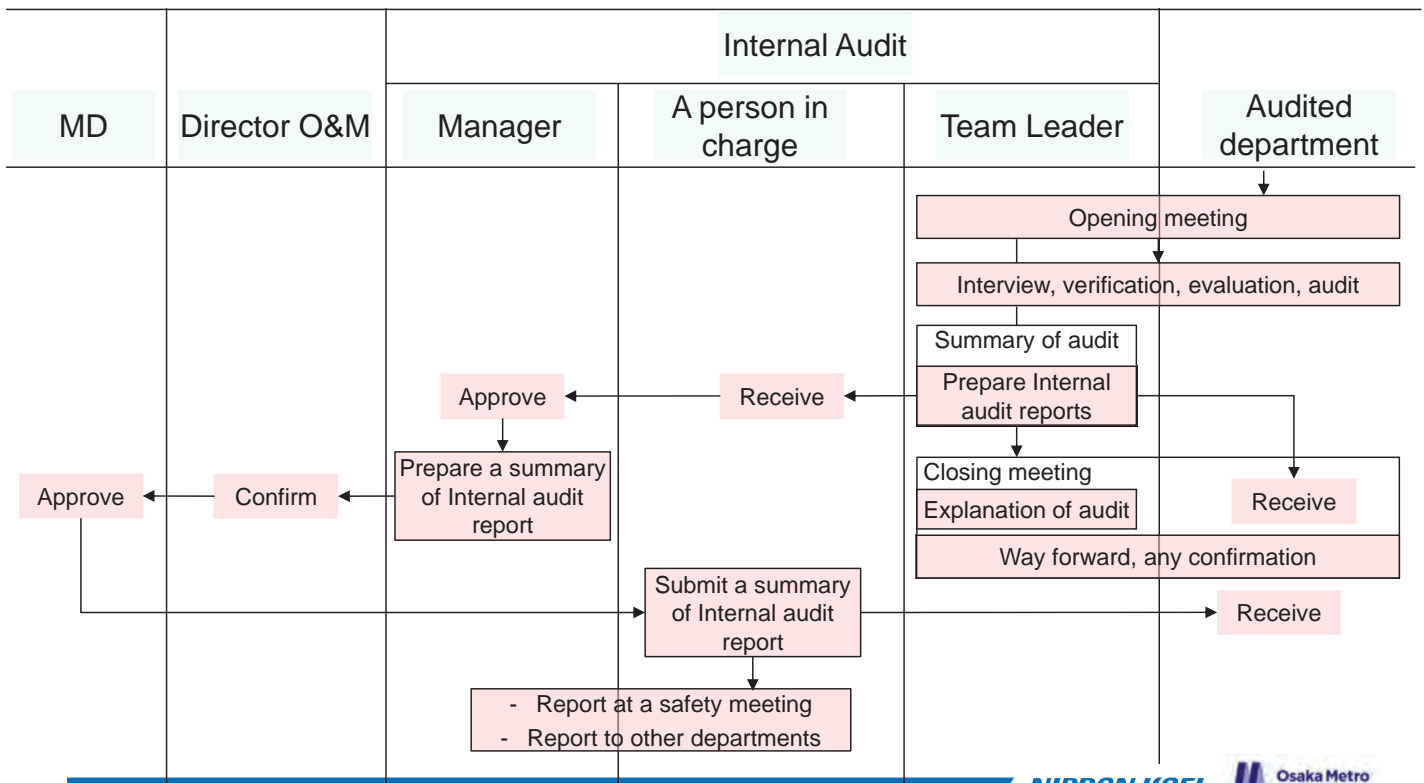 Internal Audit
MD
Director O&M
Manager
A person in
charge
Team Leader
Audited
department
Opening meeting
Interview, verification, evaluation, audit
Summary of audit
Prepare Internal
audit reports
Receive
Approve
Prepare a summary
of Internal audit
report
Confirm
Approve
Closing meeting
Explanation of audit
Receive
Way forward, any confirmation
Submit a summary
of Internal audit
report
Receive
- Report at a safety meeting
- Report to other departments
NIPPON KOEI
Osaka Metro